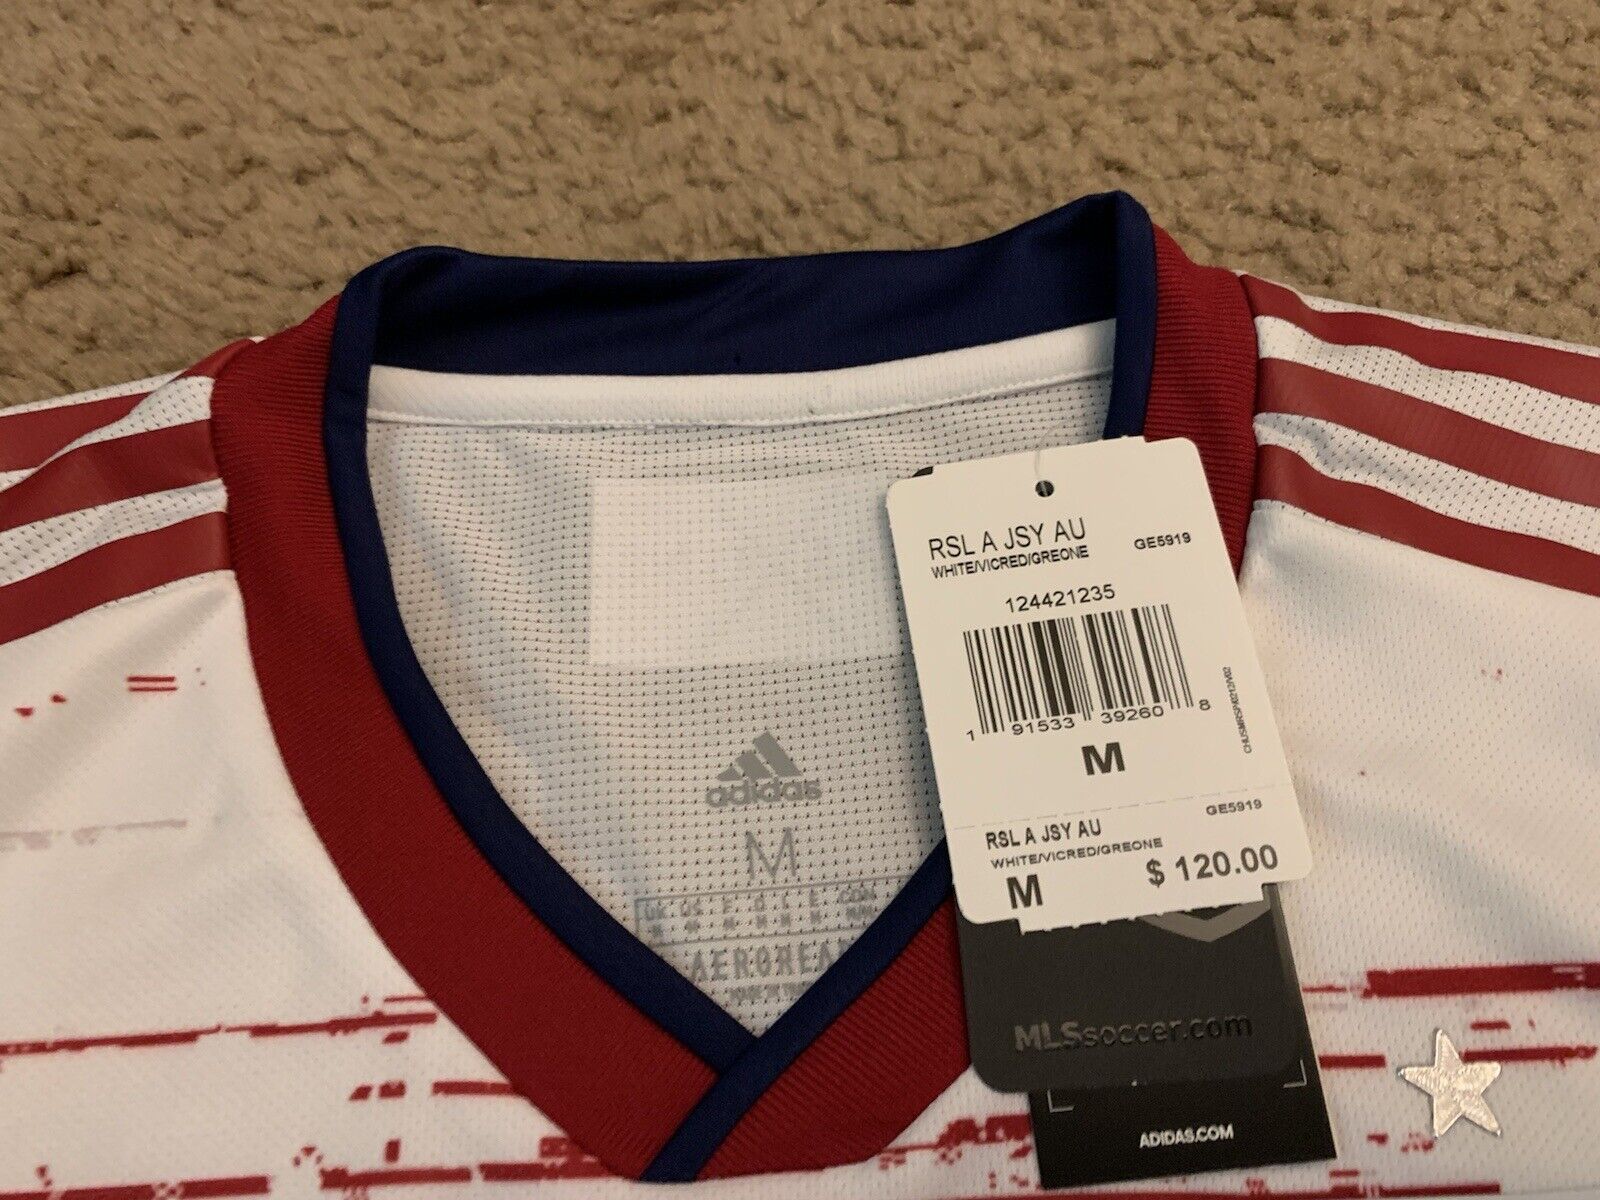 RSL A JSY AU
GE5919
WHITE/VICRED/GREONE
124421235
1 91533 39260 8
M
RSL A JSY AU
GE5919
WHITE/VICRED/GREONE
M
$ 120.00
adidas
M
AEROREA
MLSsoccer.com
ADIDAS.COM